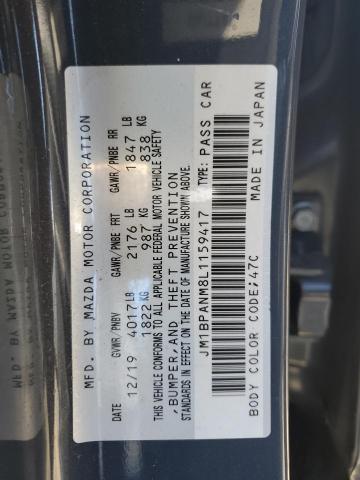 MFD. BY MAZDA MOTOR CORPORATION
DATE GVWR/PNBV GAWR/PNBE FRT GAWR/PNBE RR
12/19 4017LB 2176 LB 1847 LB
1822 KG 987 KG 838 KG
THIS VEHICLE CONFORMS TO ALL APPLICABLE FEDERAL MOTOR VEHICLE SAFETY
,BUMPER,AND THEFT PREVENTION
STANDARDS IN EFFECT ON THE DATE OF MANUFACTURE SHOWN ABOVE.
JM1BPANM8L1159417 TYPE: PASS CAR
BODY COLOR CODE;47C MADE IN JAPAN